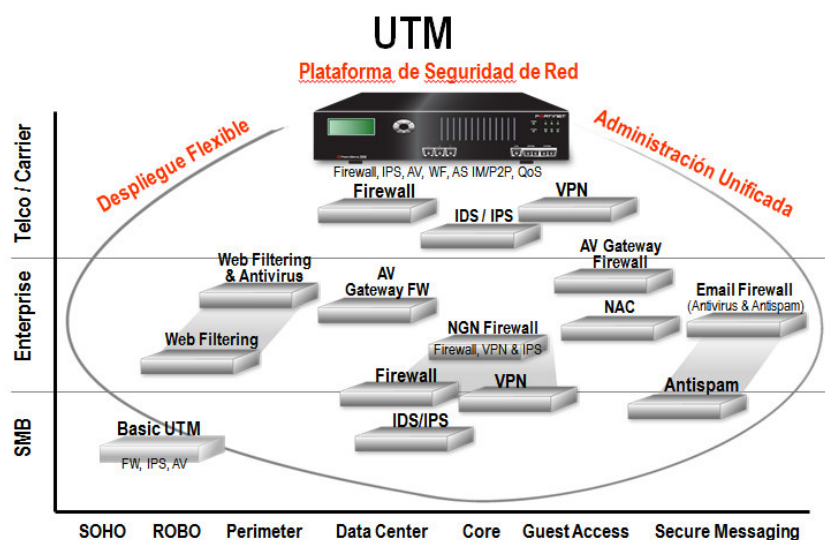 UTM
Plataforma de Seguridad de Red
FORTINET
Despliegue Flexible
Administración Unificada
Firewall, IPS, AV, WF, AS IM/P2P, QoS
Telco / Carrier
Firewall
IDS / IPS
VPN
Enterprise
Web Filtering
& Antivirus
AV
Gateway FW
AV Gateway
Firewall
Email Firewall
(Antivirus & Antispam)
NAC
NGN Firewall
Firewall, VPN & IPS
Web Filtering
Firewall
VPN
Antispam
SMB
IDS/IPS
Basic UTM
FW, IPS, AV
SOHO
ROBO
Perimeter
Data Center
Core
Guest Access
Secure Messaging